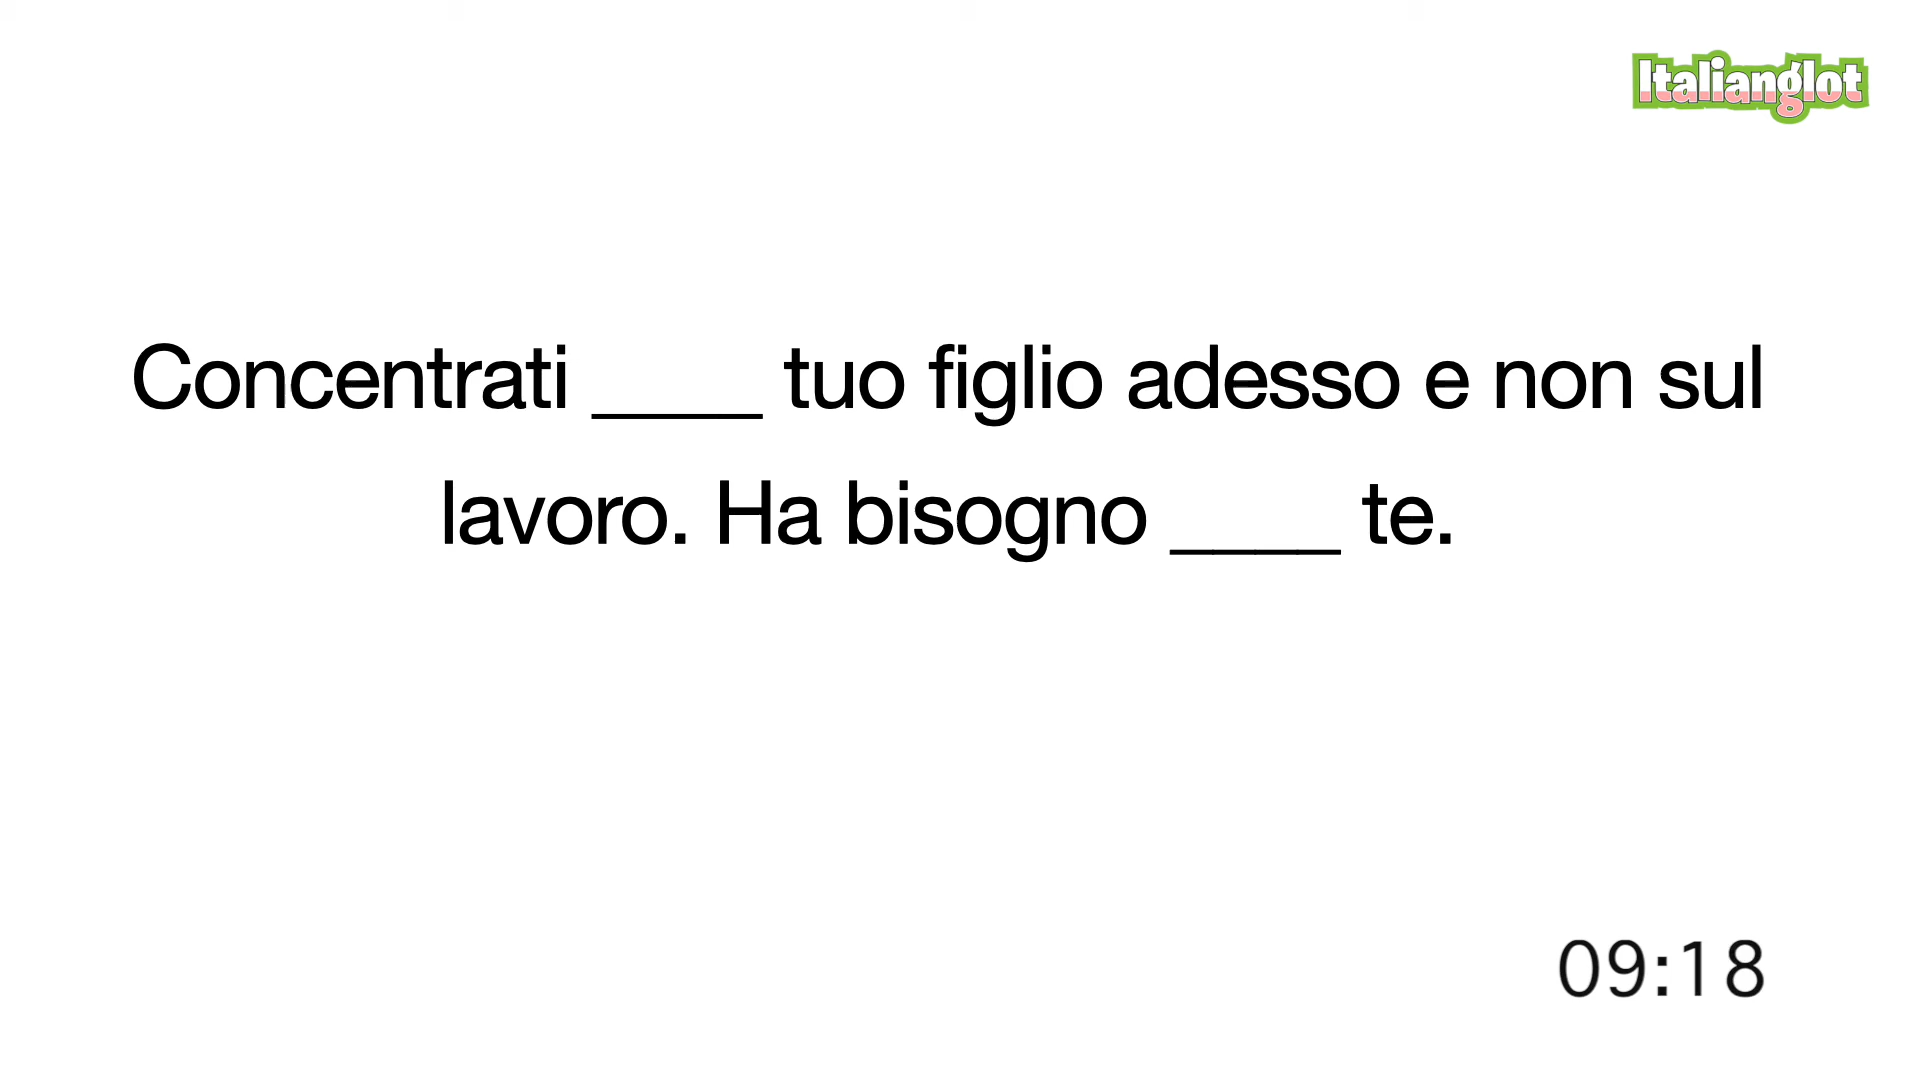 Italianglot
Concentrati ____ tuo figlio adesso e non sul
lavoro. Ha bisogno ____ te.
09:18